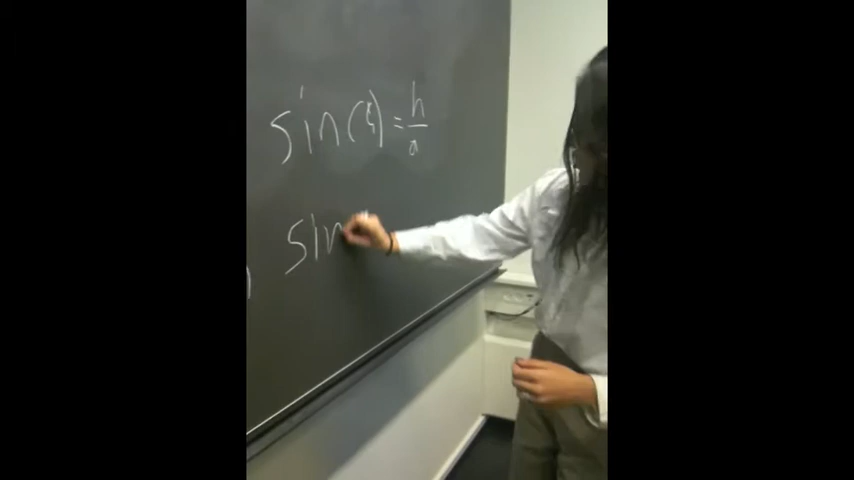 sin( ) = h/a
sin